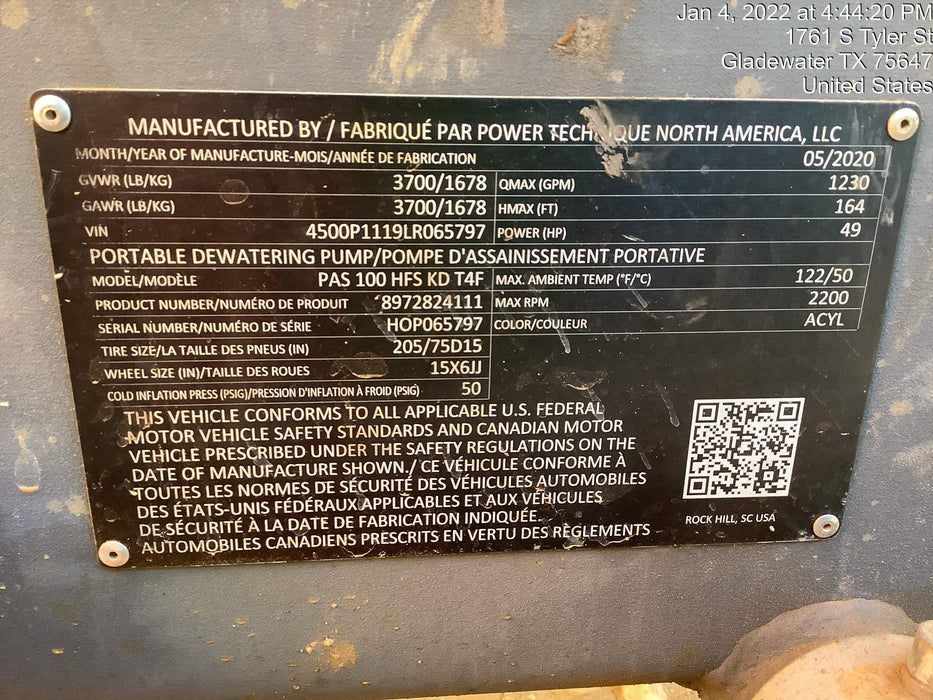 Jan 4, 2022 at 4:44:20 PM
1761 S Tyler St
Gladewater TX 75647
United States
MANUFACTURED BY / FABRIQUÉ PAR POWER TECHNIQUE NORTH AMERICA, LLC
MONTH/YEAR OF MANUFACTURE-MOIS/ANNÉE DE FABRICATION 05/2020
GVWR (LB/KG) 3700/1678 QMAX (GPM) 1230
GAWR (LB/KG) 3700/1678 HMAX (FT) 164
VIN 4500P1119LR065797 POWER (HP) 49
PORTABLE DEWATERING PUMP/POMPE D'ASSAINISSEMENT PORTATIVE
MODEL/MODÈLE PAS 100 HFS KD T4F MAX. AMBIENT TEMP (°F/°C) 122/50
PRODUCT NUMBER/NUMÉRO DE PRODUIT 8972824111 MAX RPM 2200
SERIAL NUMBER/NUMÉRO DE SÉRIE HOP065797 COLOR/COULEUR ACYL
TIRE SIZE/LA TAILLE DES PNEUS (IN) 205/75D15
WHEEL SIZE (IN)/TAILLE DES ROUES 15X6JJ
COLD INFLATION PRESS (PSIG)/PRESSION D'INFLATION À FROID (PSIG) 50
THIS VEHICLE CONFORMS TO ALL APPLICABLE U.S. FEDERAL
MOTOR VEHICLE SAFETY STANDARDS AND CANADIAN MOTOR
VEHICLE PRESCRIBED UNDER THE SAFETY REGULATIONS ON THE
DATE OF MANUFACTURE SHOWN./ CE VÉHICULE CONFORME À
TOUTES LES NORMES DE SÉCURITÉ DES VÉHICULES AUTOMOBILES
DES ÉTATS-UNIS FÉDÉRAUX APPLICABLES ET AUX VÉHICULES
DE SÉCURITÉ À LA DATE DE FABRICATION INDIQUÉE
AUTOMOBILES CANADIENS PRESCRITS EN VERTU DES RÈGLEMENTS
ROCK HILL, SC USA